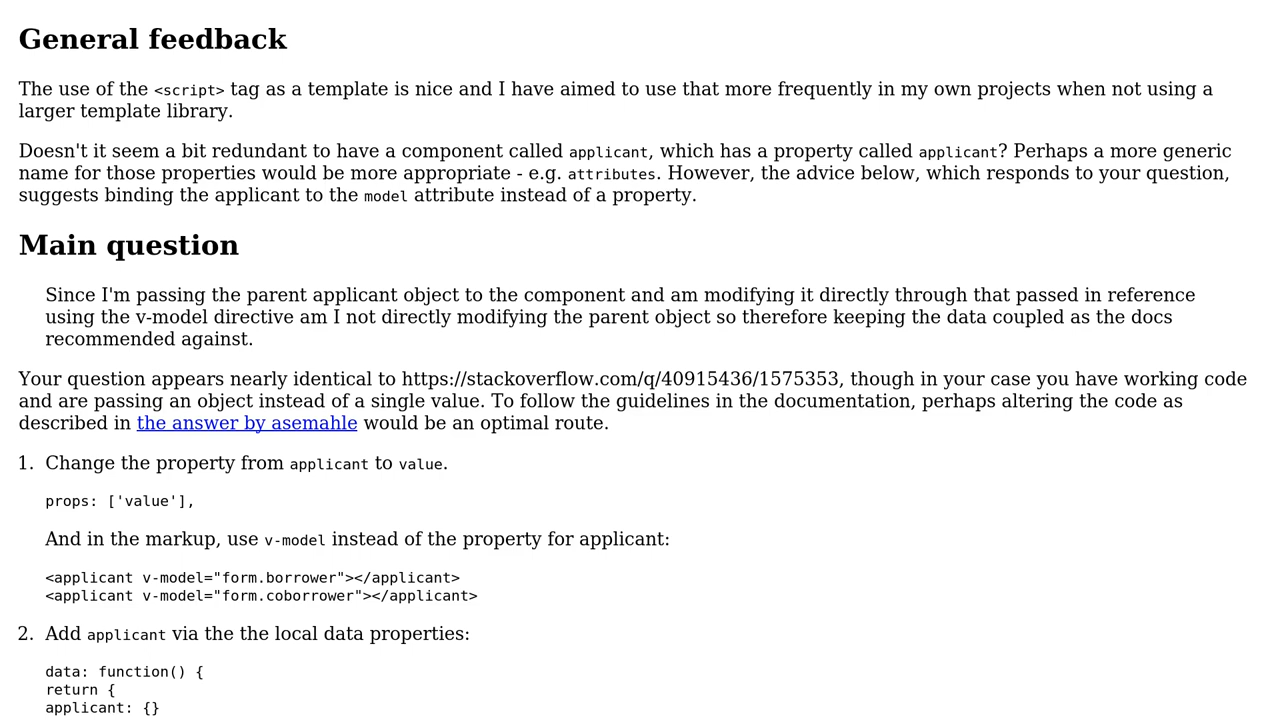 General feedback
The use of the <script> tag as a template is nice and I have aimed to use that more frequently in my own projects when not using a
larger template library.
Doesn't it seem a bit redundant to have a component called applicant, which has a property called applicant? Perhaps a more generic
name for those properties would be more appropriate - e.g. attributes. However, the advice below, which responds to your question,
suggests binding the applicant to the model attribute instead of a property.
Main question
Since I'm passing the parent applicant object to the component and am modifying it directly through that passed in reference
using the v-model directive am I not directly modifying the parent object so therefore keeping the data coupled as the docs
recommended against.
Your question appears nearly identical to https://stackoverflow.com/q/40915436/1575353, though in your case you have working code
and are passing an object instead of a single value. To follow the guidelines in the documentation, perhaps altering the code as
described in the answer by asemahle would be an optimal route.
1. Change the property from applicant to value.
props: ['value'],
And in the markup, use v-model instead of the property for applicant:
<applicant v-model="form.borrower"></applicant>
<applicant v-model="form.coborrower"></applicant>
2. Add applicant via the the local data properties:
data: function() {
return {
applicant: {}